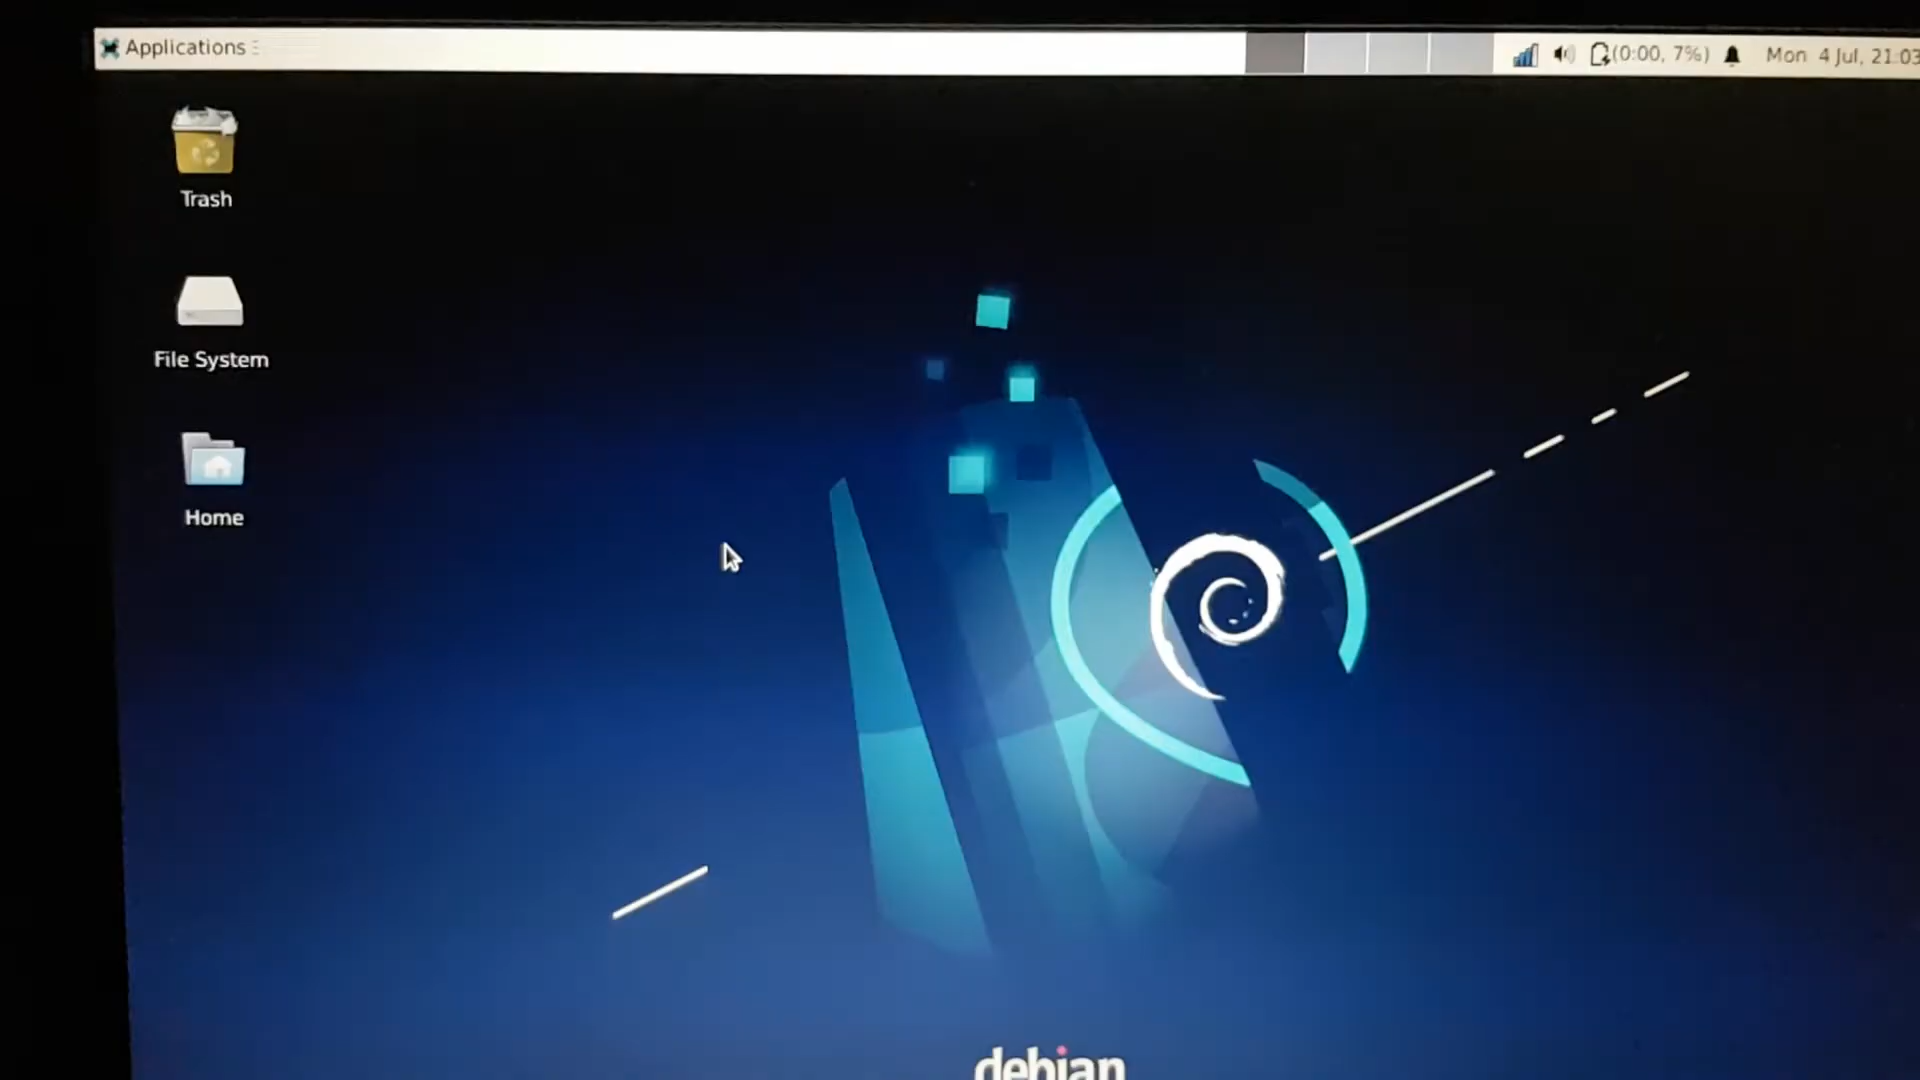 Applications
(0:00, 7%)
Mon 4 Jul, 21:03
Trash
File System
Home
debian